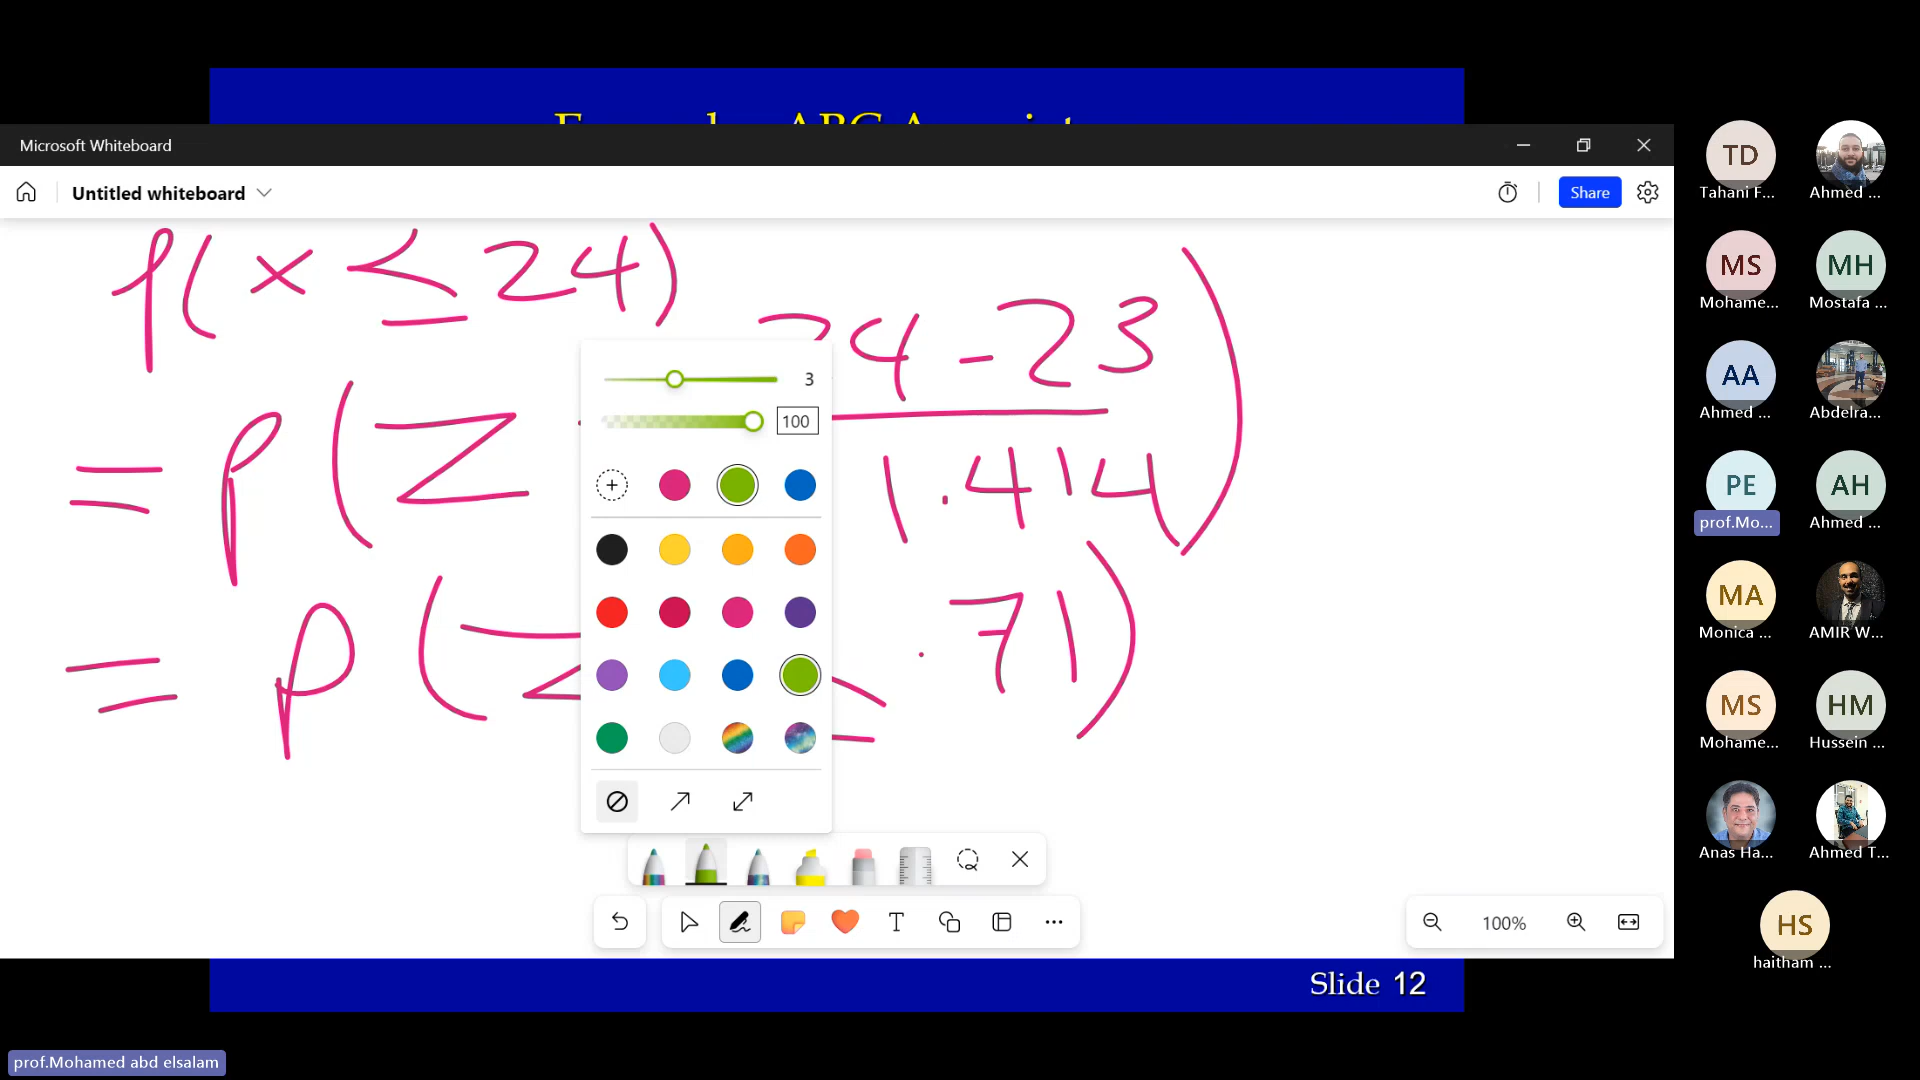 Microsoft Whiteboard
Untitled whiteboard
Share
P(x ≤ 24)
= P(Z 24-23
1.414)
= P(Z ≤ .71)
3
100
100%
Slide 12
TD
Tahani F...
Ahmed ...
MS
Mohame...
MH
Mostafa ...
AA
Ahmed ...
Abdelra...
PE
prof.Mo...
AH
Ahmed ...
MA
Monica ...
AMIR W...
MS
Mohame...
HM
Hussein ...
Anas Ha...
Ahmed T...
HS
haitham ...
prof.Mohamed abd elsalam